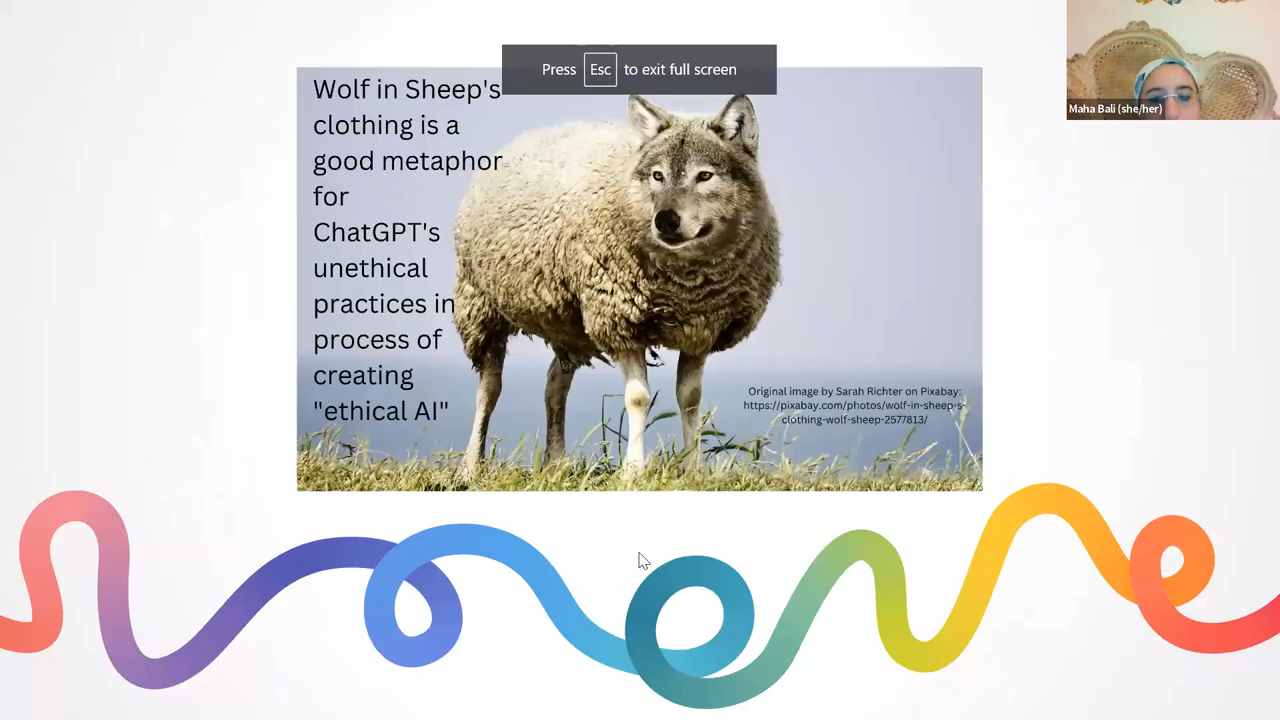 Press Esc to exit full screen
Maha Bali (she/her)
Wolf in Sheep's
clothing is a
good metaphor
for
ChatGPT's
unethical
practices in
process of
creating
"ethical AI"
Original image by Sarah Richter on Pixabay:
https://pixabay.com/photos/wolf-in-sheep-s-
clothing-wolf-sheep-2577813/